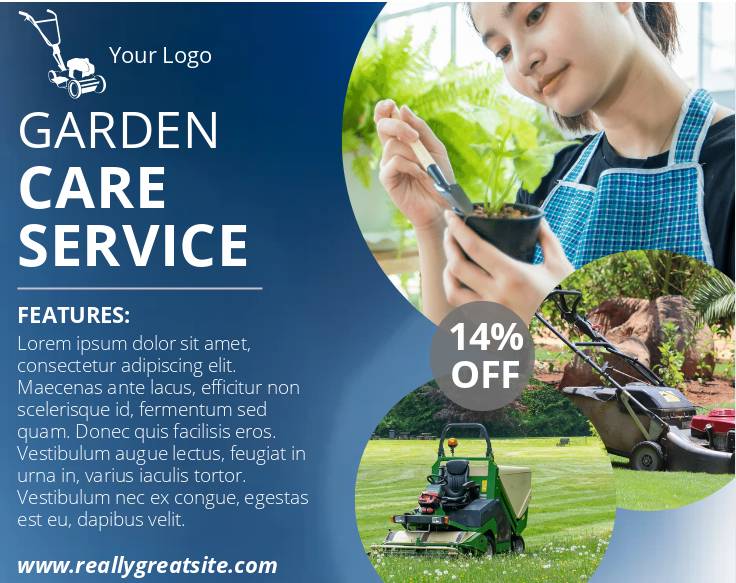 Your Logo
GARDEN
CARE
SERVICE
FEATURES:
Lorem ipsum dolor sit amet,
consectetur adipiscing elit.
Maecenas ante lacus, efficitur non
scelerisque id, fermentum sed
quam. Donec quis facilisis eros.
Vestibulum augue lectus, feugiat in
urna in, varius iaculis tortor.
Vestibulum nec ex congue, egestas
est eu, dapibus velit.
www.reallygreatsite.com
14%
OFF